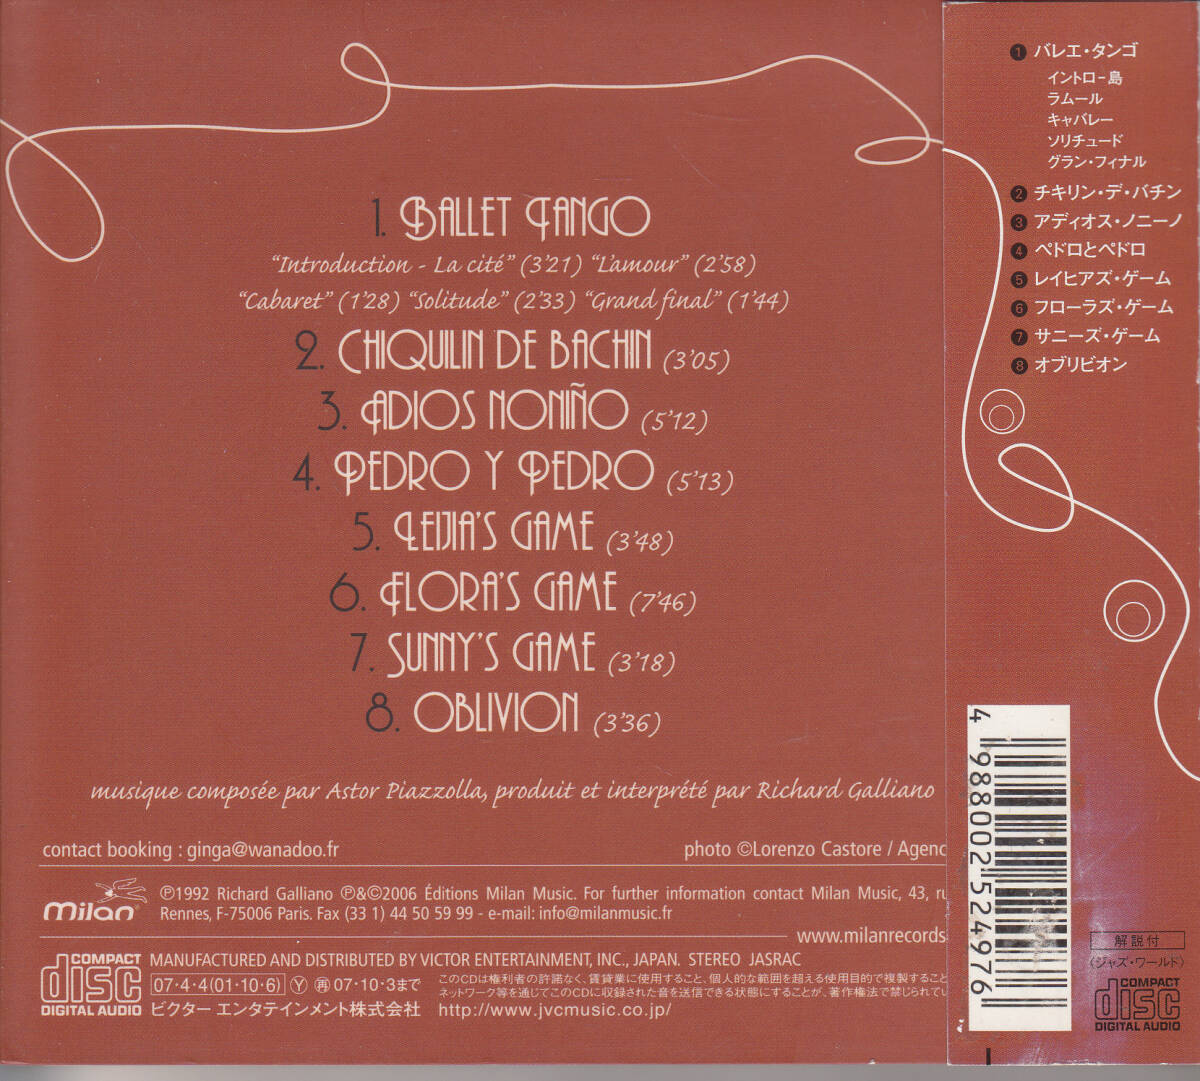 1. BALLET TANGO
"Introduction - La cité" (3'21) "L'amour" (2'58)
"Cabaret" (1'28) "Solitude" (2'33) "Grand final" (1'44)
2. CHIQUILIN DE BACHIN (3'05)
3. ADIOS NONIÑO (5'12)
4. PEDRO Y PEDRO (5'13)
5. LEIJIA'S GAME (3'48)
6. FLORA'S GAME (7'46)
7. SUNNY'S GAME (3'18)
8. OBLIVION (3'36)
musique composée par Astor Piazzolla, produit et interprété par Richard Galliano
contact booking : ginga@wanadoo.fr
photo ©Lorenzo Castore / Agenc
milan
℗1992 Richard Galliano ℗&©2006 Éditions Milan Music. For further information contact Milan Music, 43, ru
Rennes, F-75006 Paris. Fax (33 1) 44 50 59 99 - e-mail: info@milanmusic.fr
www.milanrecords
COMPACT
disc
DIGITAL AUDIO
MANUFACTURED AND DISTRIBUTED BY VICTOR ENTERTAINMENT, INC., JAPAN. STEREO JASRAC
07・4・4(01・10・6) Ⓨ 再 07・10・3まで
ビクター エンタテインメント株式会社
このCDは権利者の許諾なく、賃貸業に使用すること、個人的な範囲を超える使用目的で複製すること
ネットワーク等を通じてこのCDに収録された音を送信できる状態にすることが、著作権法で禁じられてい
http://www.jvcmusic.co.jp/
❶ バレエ・タンゴ
イントロ-島
ラムール
キャバレー
ソリチュード
グラン・フィナル
❷ チキリン・デ・バチン
❸ アディオス・ノニーノ
❹ ペドロとペドロ
❺ レイヒアズ・ゲーム
❻ フローラズ・ゲーム
❼ サニーズ・ゲーム
❽ オブリビオン
4 988002 524976
解説付
〈ジャズ・ワールド〉
COMPACT
disc
DIGITAL AUDIO